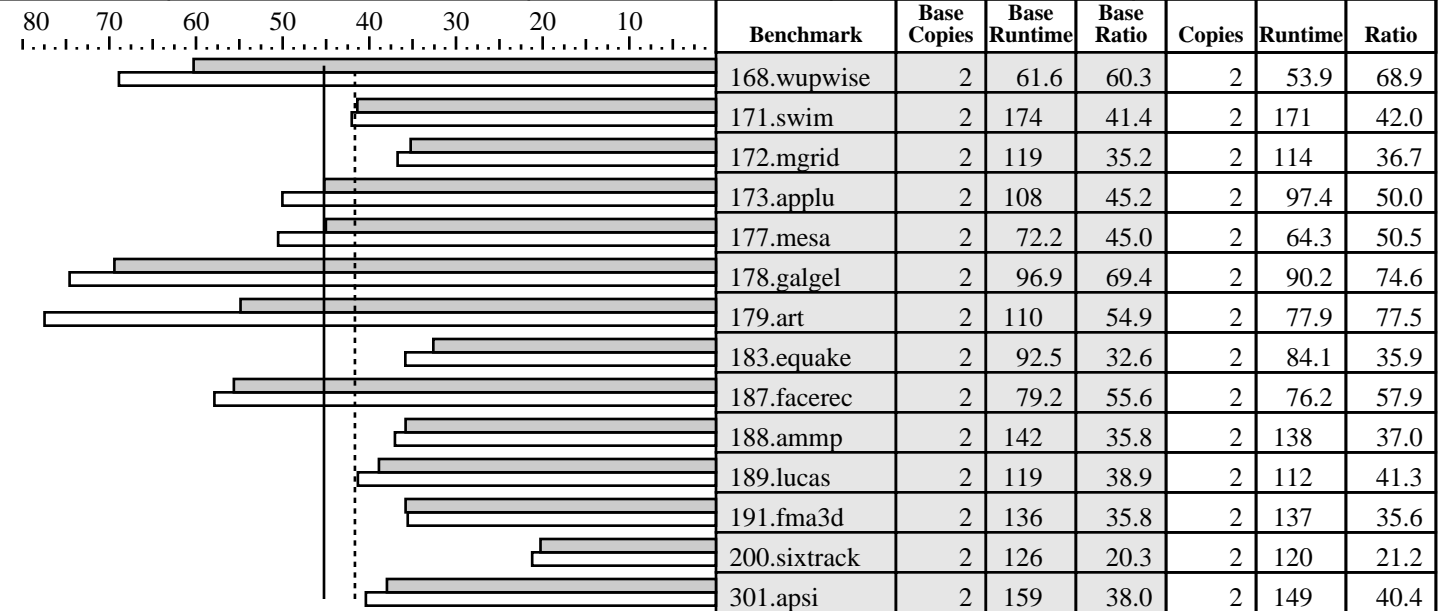 80 70 60 50 40 30 20 10
Benchmark Base Copies Base Runtime Base Ratio Copies Runtime Ratio
168.wupwise 2 61.6 60.3 2 53.9 68.9
171.swim 2 174 41.4 2 171 42.0
172.mgrid 2 119 35.2 2 114 36.7
173.applu 2 108 45.2 2 97.4 50.0
177.mesa 2 72.2 45.0 2 64.3 50.5
178.galgel 2 96.9 69.4 2 90.2 74.6
179.art 2 110 54.9 2 77.9 77.5
183.equake 2 92.5 32.6 2 84.1 35.9
187.facerec 2 79.2 55.6 2 76.2 57.9
188.ammp 2 142 35.8 2 138 37.0
189.lucas 2 119 38.9 2 112 41.3
191.fma3d 2 136 35.8 2 137 35.6
200.sixtrack 2 126 20.3 2 120 21.2
301.apsi 2 159 38.0 2 149 40.4